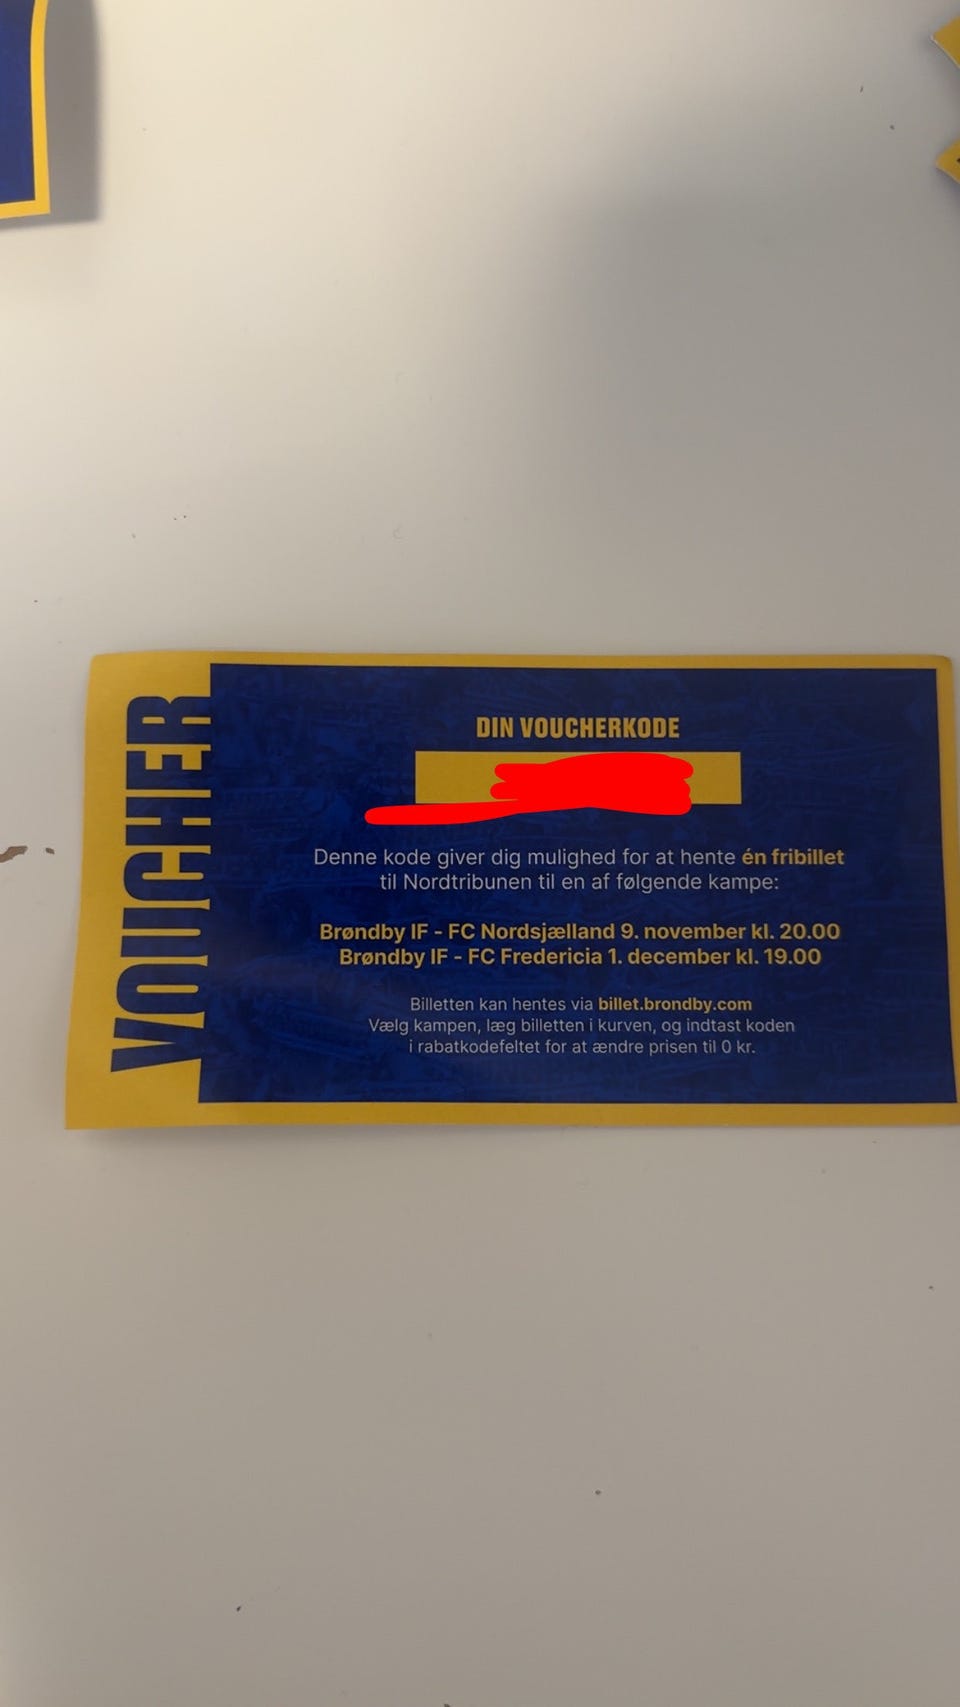 VOUCHER
DIN VOUCHERKODE
Denne kode giver dig mulighed for at hente én fribillet
til Nordtribunen til en af følgende kampe:
Brøndby IF - FC Nordsjælland 9. november kl. 20.00
Brøndby IF - FC Fredericia 1. december kl. 19.00
Billetten kan hentes via billet.brondby.com
Vælg kampen, læg billetten i kurven, og indtast koden
i rabatkodefeltet for at ændre prisen til 0 kr.